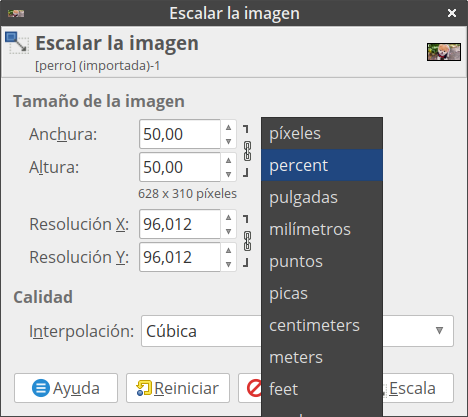 Escalar la imagen
Escalar la imagen
[perro] (importada)-1
Tamaño de la imagen
Anchura: 50,00
Altura: 50,00
628 x 310 píxeles
Resolución X: 96,012
Resolución Y: 96,012
píxeles
percent
pulgadas
milímetros
puntos
picas
centimeters
meters
feet
Calidad
Interpolación: Cúbica
Ayuda
Reiniciar
Escala